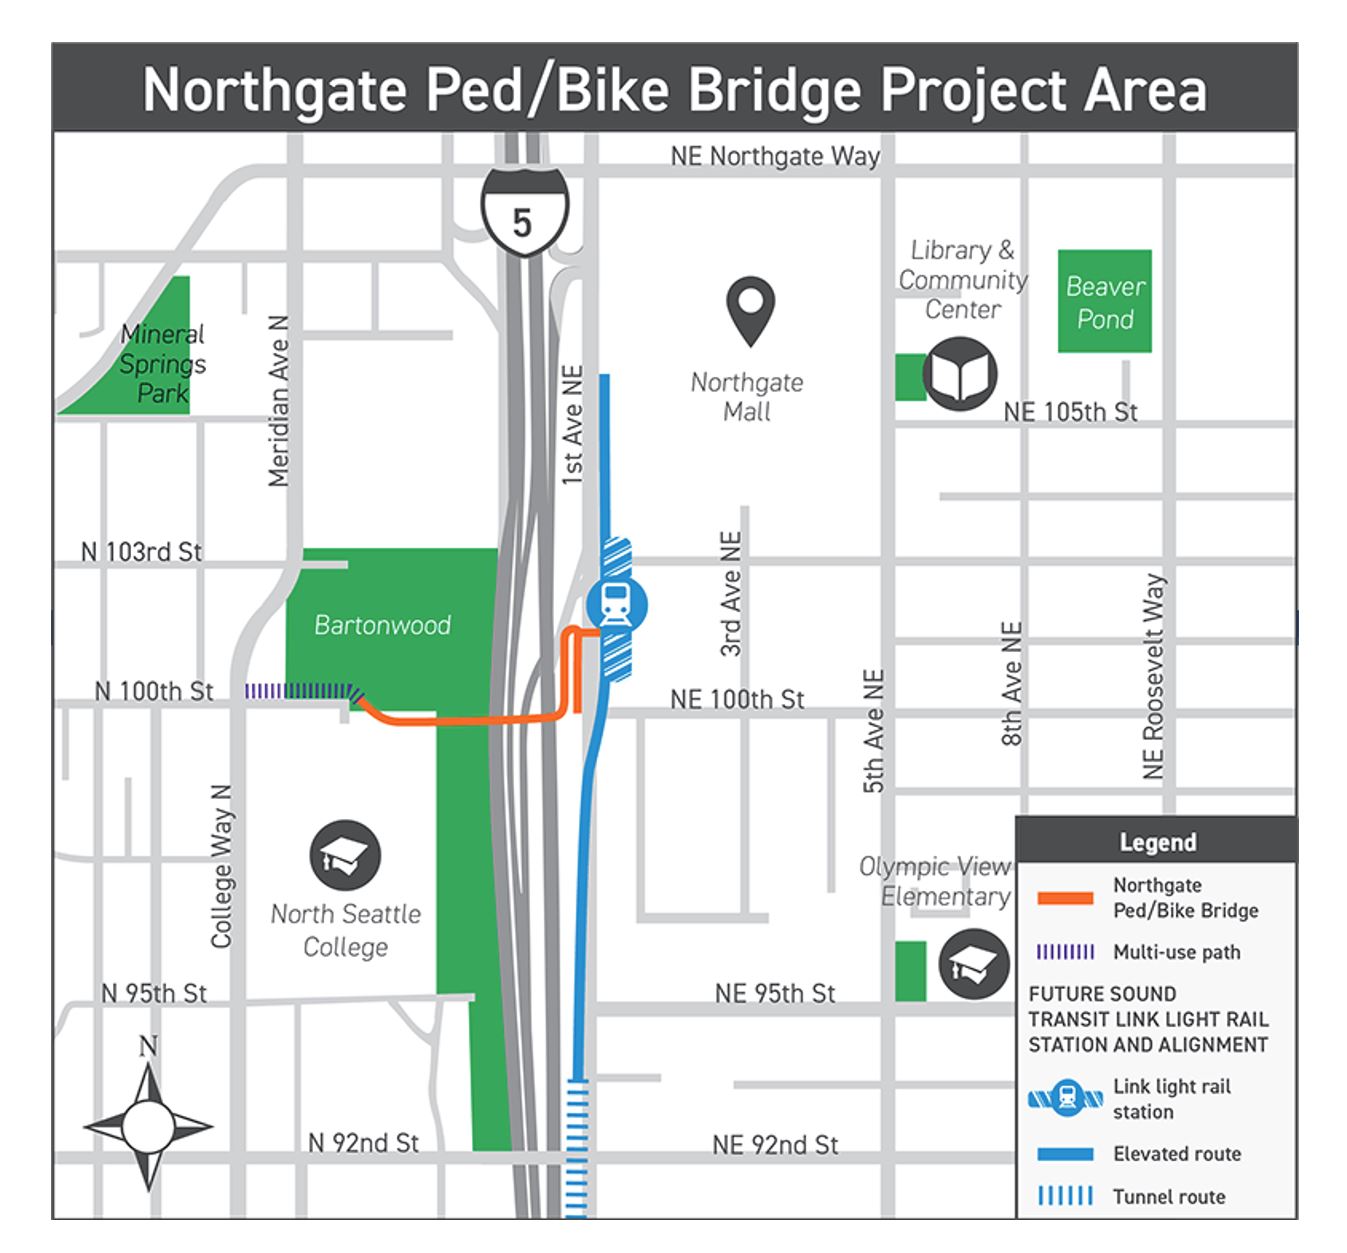 Northgate Ped/Bike Bridge Project Area
NE Northgate Way
5
Library &
Community
Center
Beaver
Pond
Mineral
Springs
Park
Meridian Ave N
1st Ave NE
Northgate
Mall
NE 105th St
N 103rd St
3rd Ave NE
Bartonwood
8th Ave NE
NE Roosevelt Way
N 100th St
NE 100th St
5th Ave NE
College Way N
North Seattle
College
Olympic View
Elementary
N 95th St
NE 95th St
N
N 92nd St
NE 92nd St
Legend
Northgate
Ped/Bike Bridge
Multi-use path
FUTURE SOUND
TRANSIT LINK LIGHT RAIL
STATION AND ALIGNMENT
Link light rail
station
Elevated route
Tunnel route